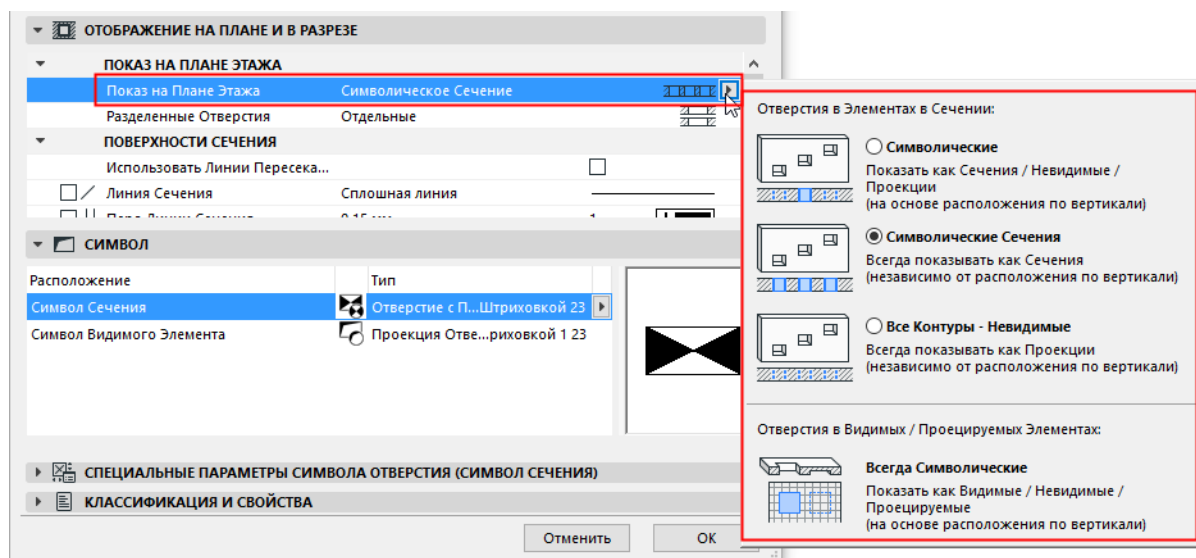 ОТОБРАЖЕНИЕ НА ПЛАНЕ И В РАЗРЕЗЕ
ПОКАЗ НА ПЛАНЕ ЭТАЖА
Показ на Плане Этажа Символическое Сечение
Разделенные Отверстия Отдельные
ПОВЕРХНОСТИ СЕЧЕНИЯ
Использовать Линии Пересека...
Линия Сечения Сплошная линия
СИМВОЛ
Расположение Тип
Символ Сечения Отверстие с П...Штриховкой 23
Символ Видимого Элемента Проекция Отве...риховкой 1 23
СПЕЦИАЛЬНЫЕ ПАРАМЕТРЫ СИМВОЛА ОТВЕРСТИЯ (СИМВОЛ СЕЧЕНИЯ)
КЛАССИФИКАЦИЯ И СВОЙСТВА
Отменить OK
Отверстия в Элементах в Сечении:
Символические
Показать как Сечения / Невидимые /
Проекции
(на основе расположения по вертикали)
Символические Сечения
Всегда показывать как Сечения
(независимо от расположения по вертикали)
Все Контуры - Невидимые
Всегда показывать как Проекции
(независимо от расположения по вертикали)
Отверстия в Видимых / Проецируемых Элементах:
Всегда Символические
Показать как Видимые / Невидимые /
Проецируемые
(на основе расположения по вертикали)